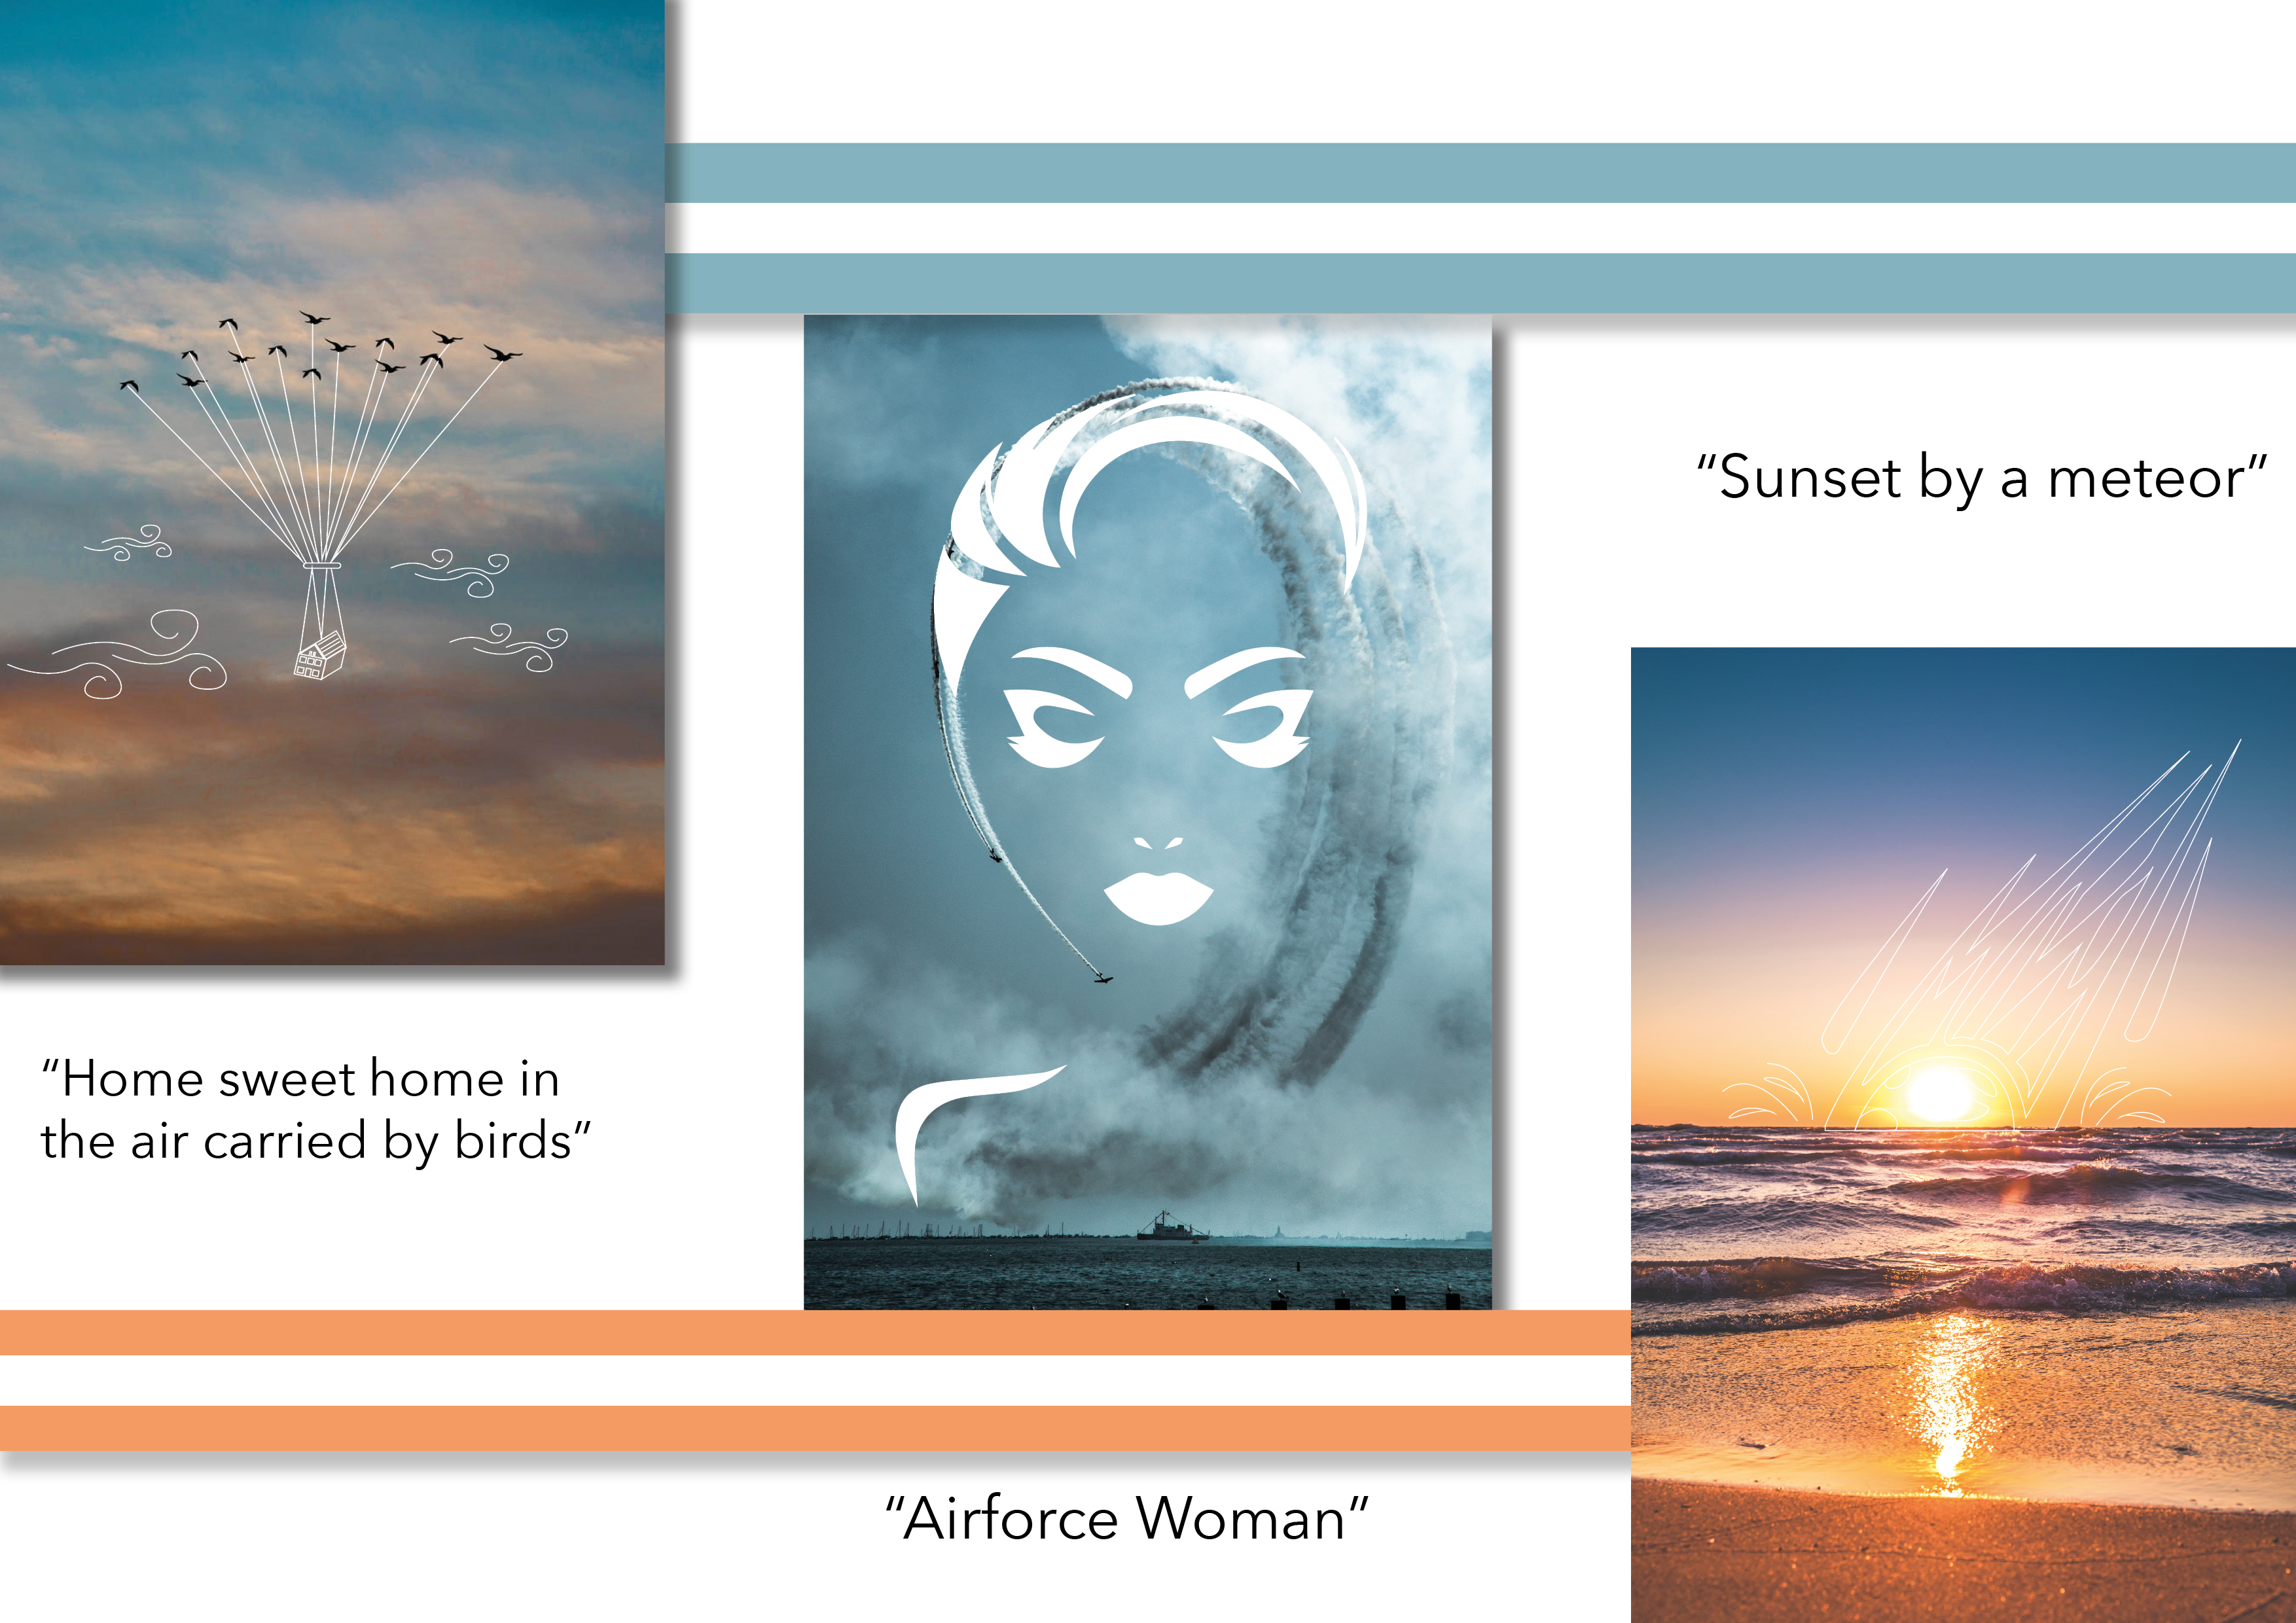 “Sunset by a meteor”
“Home sweet home in
the air carried by birds”
“Airforce Woman”